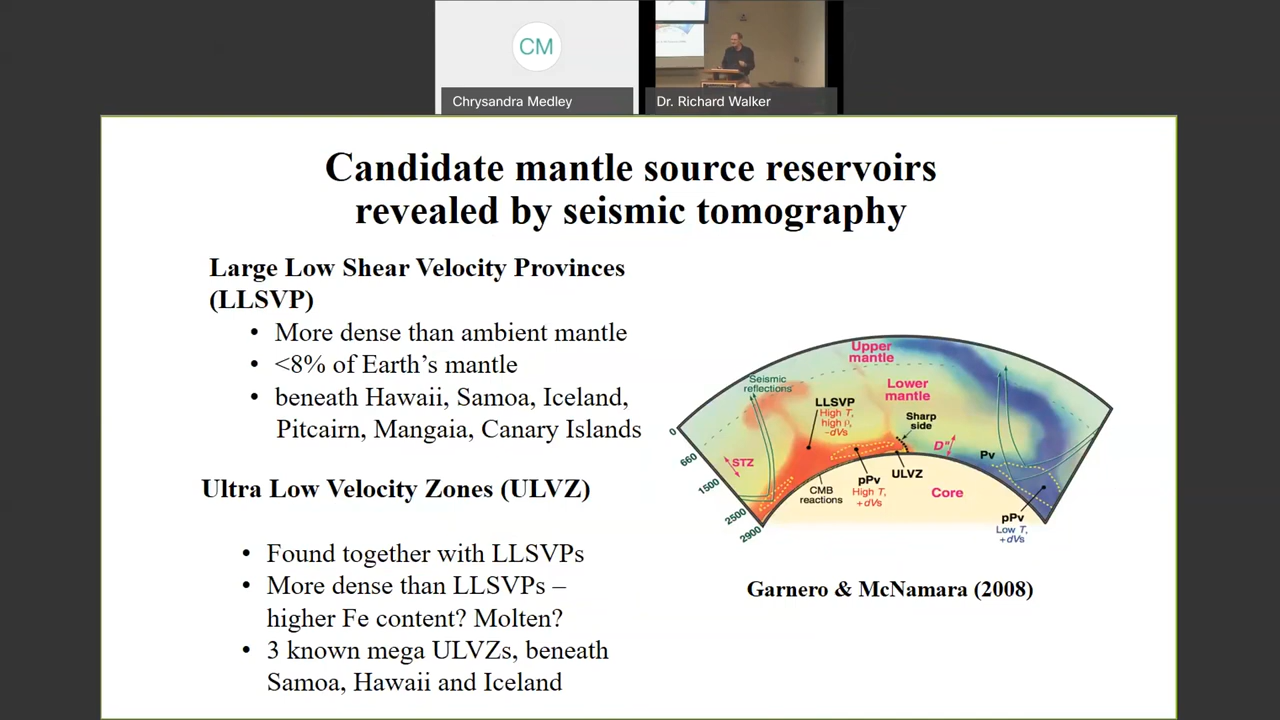 CM
Chrysandra Medley
Dr. Richard Walker
Candidate mantle source reservoirs
revealed by seismic tomography
Large Low Shear Velocity Provinces
(LLSVP)
• More dense than ambient mantle
• <8% of Earth's mantle
• beneath Hawaii, Samoa, Iceland,
Pitcairn, Mangaia, Canary Islands
Ultra Low Velocity Zones (ULVZ)
• Found together with LLSVPs
• More dense than LLSVPs –
higher Fe content? Molten?
• 3 known mega ULVZs, beneath
Samoa, Hawaii and Iceland
Upper
mantle
Seismic
reflections
Lower
mantle
LLSVP
High T,
high ρ,
-dVs
Sharp
side
D"
Pv
STZ
ULVZ
pPv
High T,
+dVs
CMB
reactions
Core
pPv
Low T,
+dVs
0
660
1500
2500
2900
Garnero & McNamara (2008)